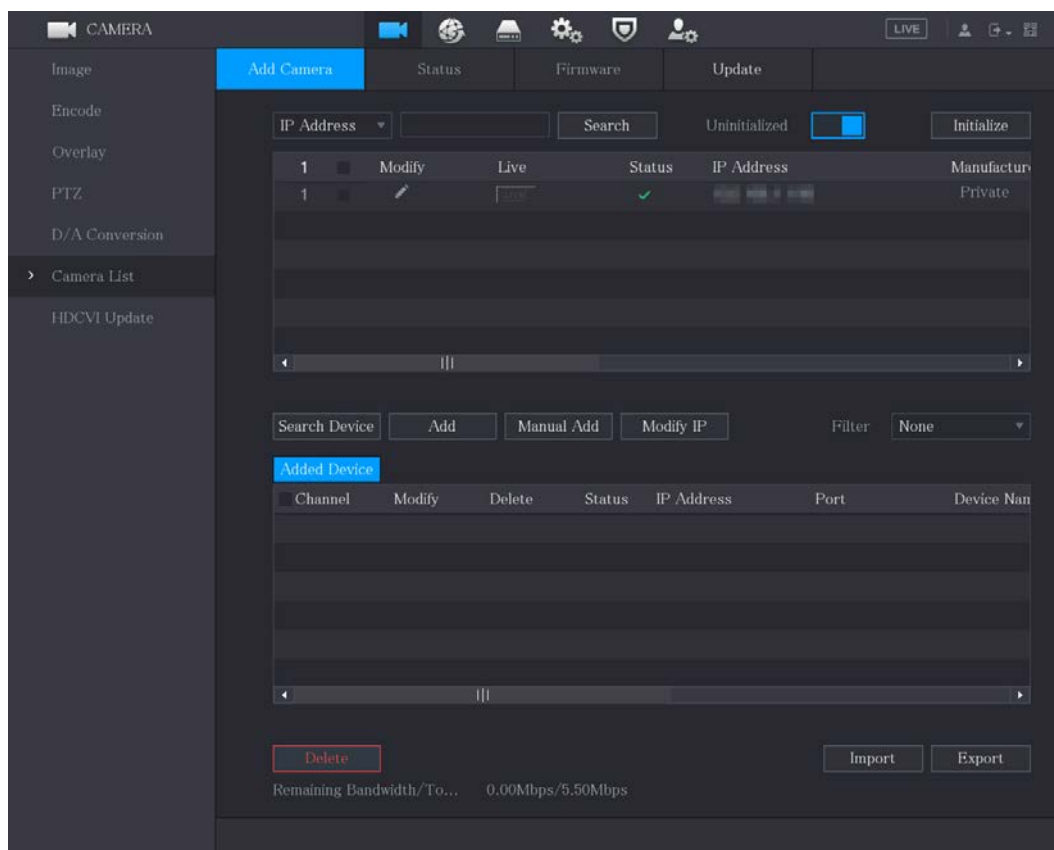 CAMERA LIVE
Image Add Camera Status Firmware Update
Encode
IP Address Search Uninitialized Initialize
Overlay
1 Modify Live Status IP Address Manufactur
PTZ 1 LIVE Private
D/A Conversion
Camera List
HDCVI Update
Search Device Add Manual Add Modify IP Filter None
Added Device
Channel Modify Delete Status IP Address Port Device Nam
Delete Import Export
Remaining Bandwidth/To... 0.00Mbps/5.50Mbps